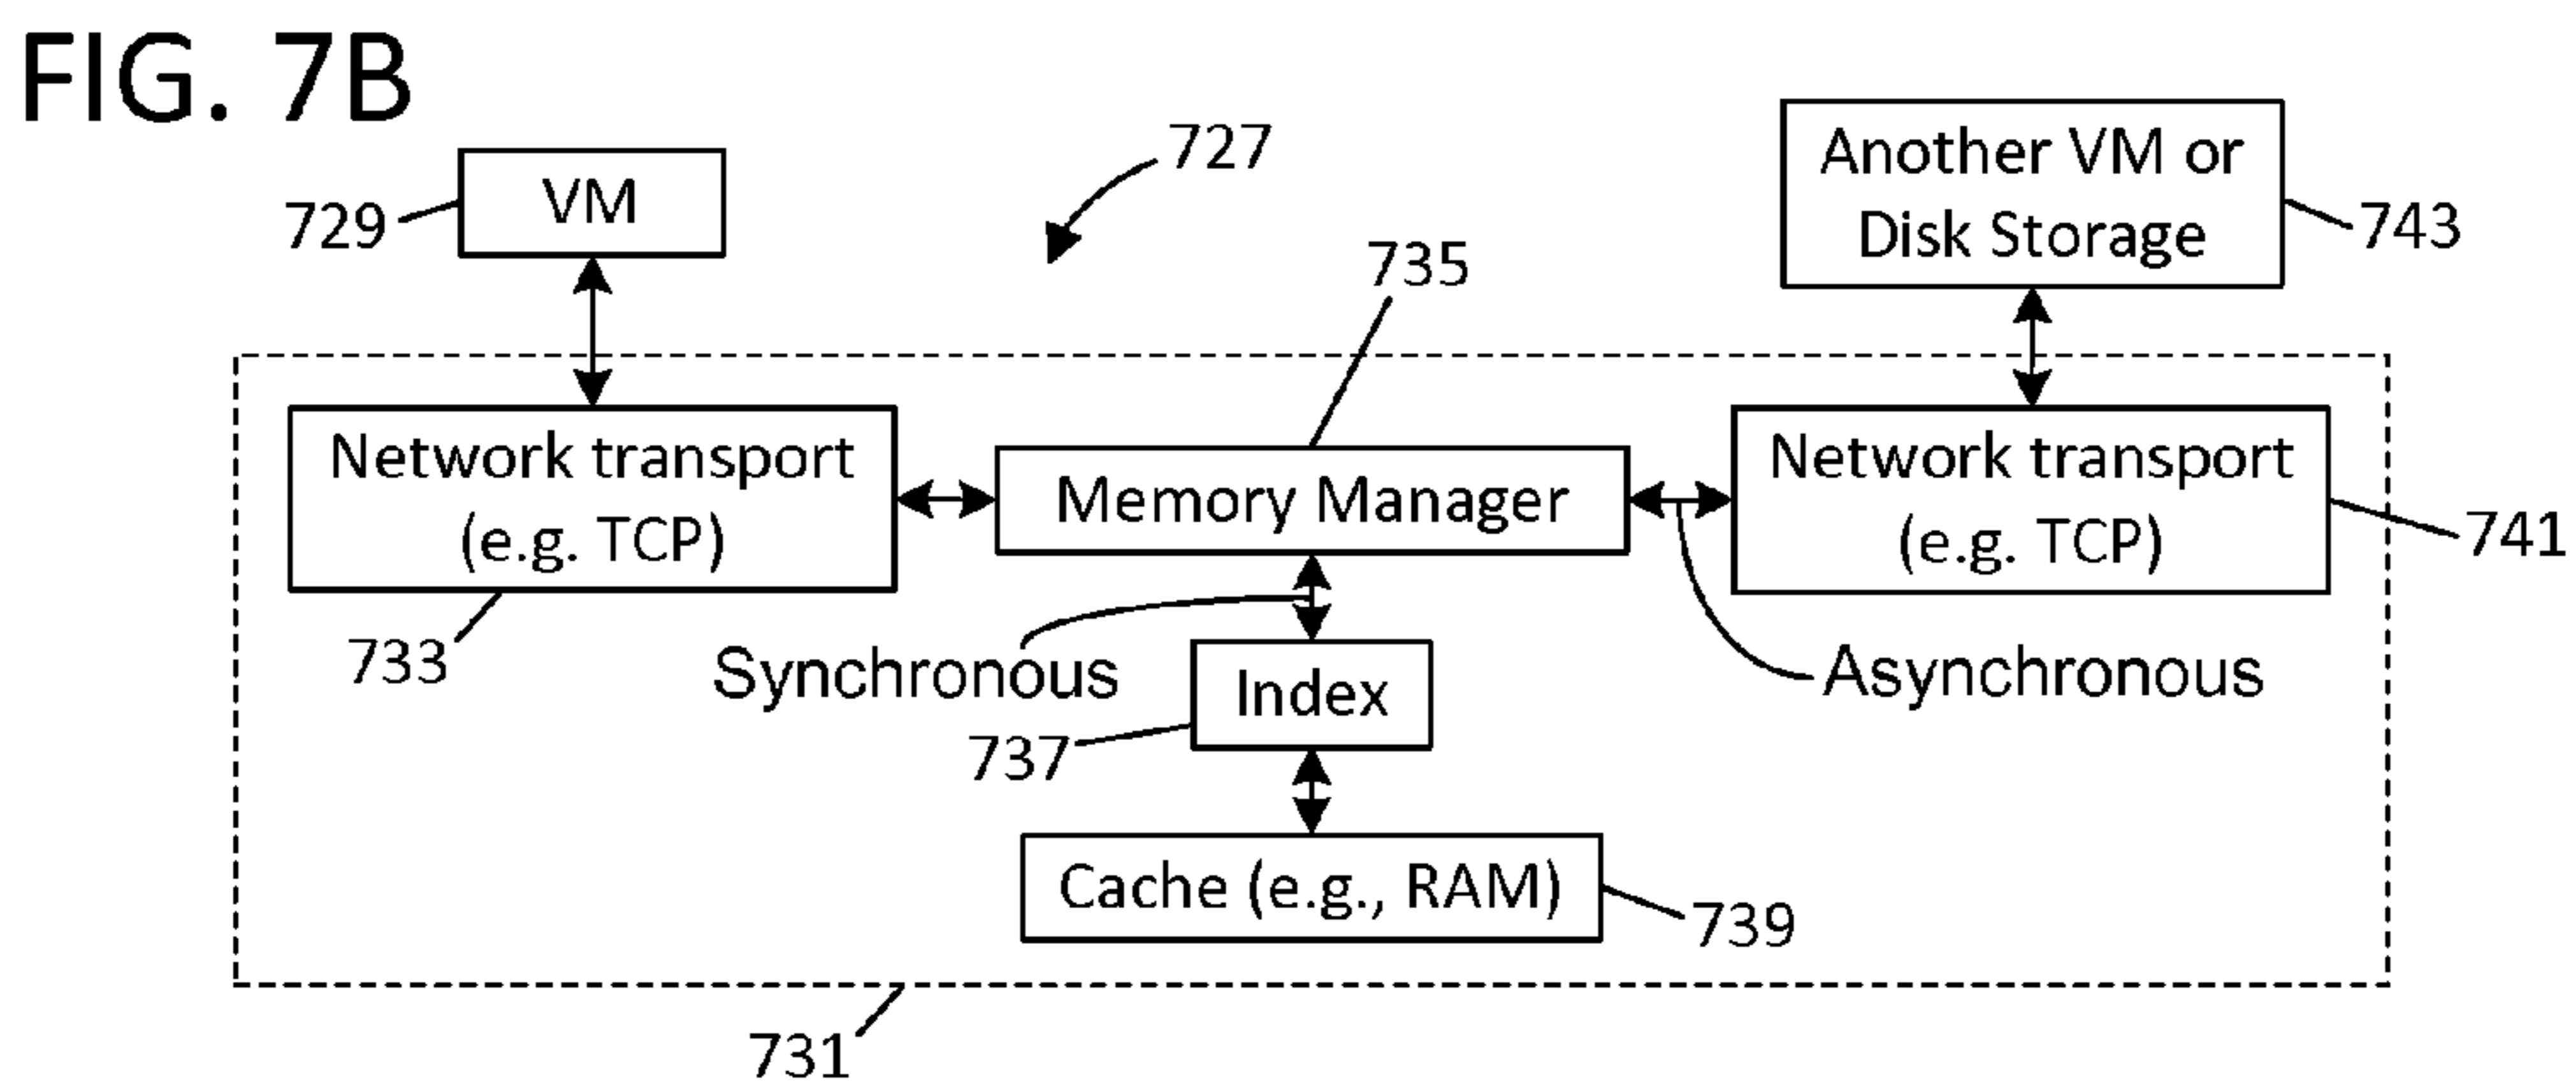 FIG. 7B
727
VM
729
Another VM or
Disk Storage
743
735
Network transport
(e.g. TCP)
733
Memory Manager
Network transport
(e.g. TCP)
741
Synchronous
Asynchronous
Index
737
Cache (e.g., RAM)
739
731